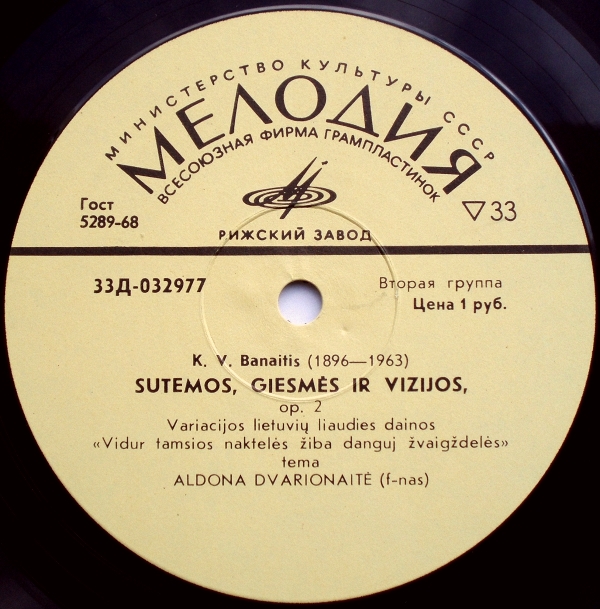 МИНИСТЕРСТВО КУЛЬТУРЫ СССР
МЕЛОДИЯ
ВСЕСОЮЗНАЯ ФИРМА ГРАМПЛАСТИНОК
Гост
5289-68
▽33
РИЖСКИЙ ЗАВОД
33Д-032977
Вторая группа
Цена 1 руб.
K. V. Banaitis (1896—1963)
SUTEMOS, GIESMĖS IR VIZIJOS,
op. 2
Variacijos lietuvių liaudies dainos
«Vidur tamsios naktelės žiba danguj žvaigždelės»
tema
ALDONA DVARIONAITĖ (f-nas)